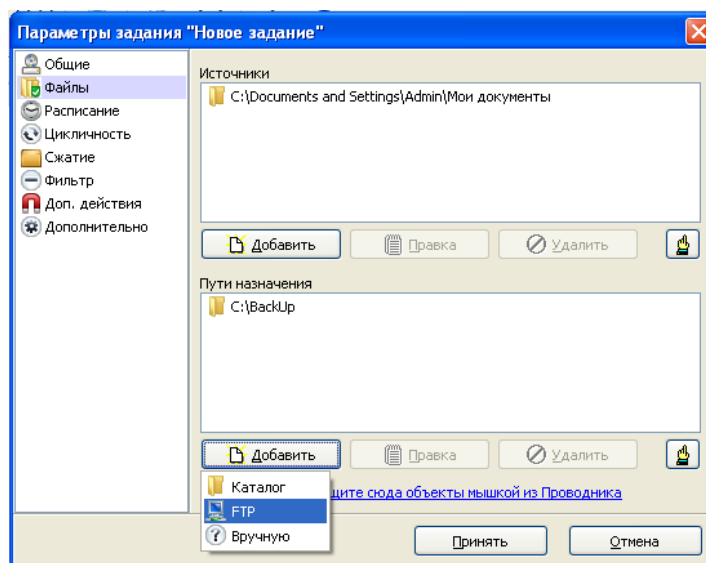 Параметры задания "Новое задание"
Общие
Файлы
Расписание
Цикличность
Сжатие
Фильтр
Доп. действия
Дополнительно
Источники
C:\Documents and Settings\Admin\Мои документы
Добавить Правка Удалить
Пути назначения
C:\BackUp
Добавить Правка Удалить
Каталог
сюда объекты мышкой из Проводника
FTP
Вручную
Принять Отмена